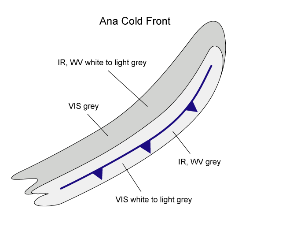 Ana Cold Front
IR, WV white to light grey
VIS grey
IR, WV grey
VIS white to light grey